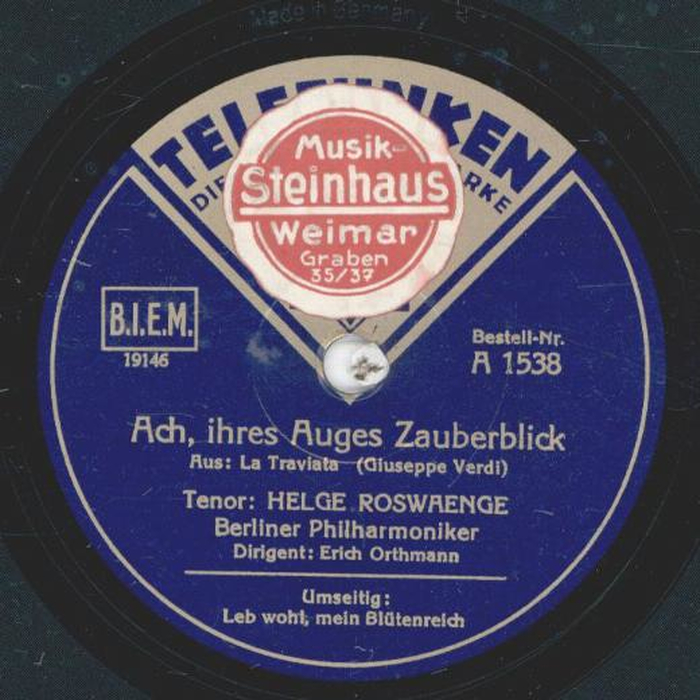 Made in Germany
TELEFUNKEN
DIE
RKE
Musik-
Steinhaus
Weimar
Graben
35/37
B.I.E.M.
19146
Bestell-Nr.
A 1538
Ach, ihres Auges Zauberblick
Aus: La Traviata (Giuseppe Verdi)
Tenor: HELGE ROSWAENGE
Berliner Philharmoniker
Dirigent: Erich Orthmann
Umseitig:
Leb wohl, mein Blütenreich